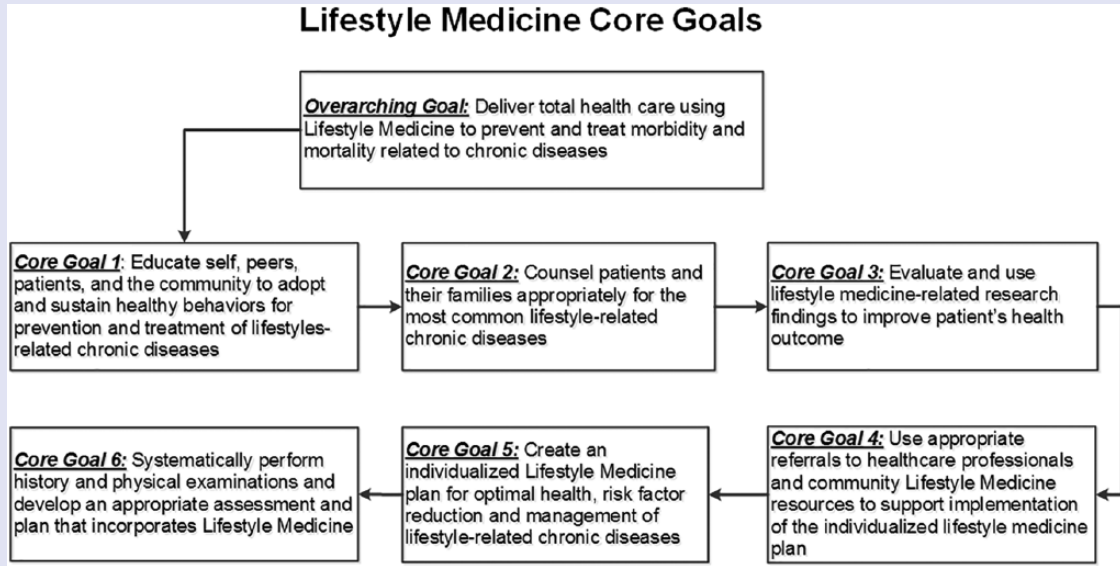 Lifestyle Medicine Core Goals
Overarching Goal: Deliver total health care using
Lifestyle Medicine to prevent and treat morbidity and
mortality related to chronic diseases
Core Goal 1: Educate self, peers,
patients, and the community to adopt
and sustain healthy behaviors for
prevention and treatment of lifestyles-
related chronic diseases
Core Goal 2: Counsel patients and
their families appropriately for the
most common lifestyle-related
chronic diseases
Core Goal 3: Evaluate and use
lifestyle medicine-related research
findings to improve patient's health
outcome
Core Goal 4: Use appropriate
referrals to healthcare professionals
and community Lifestyle Medicine
resources to support implementation
of the individualized lifestyle medicine
plan
Core Goal 5: Create an
individualized Lifestyle Medicine
plan for optimal health, risk factor
reduction and management of
lifestyle-related chronic diseases
Core Goal 6: Systematically perform
history and physical examinations and
develop an appropriate assessment and
plan that incorporates Lifestyle Medicine